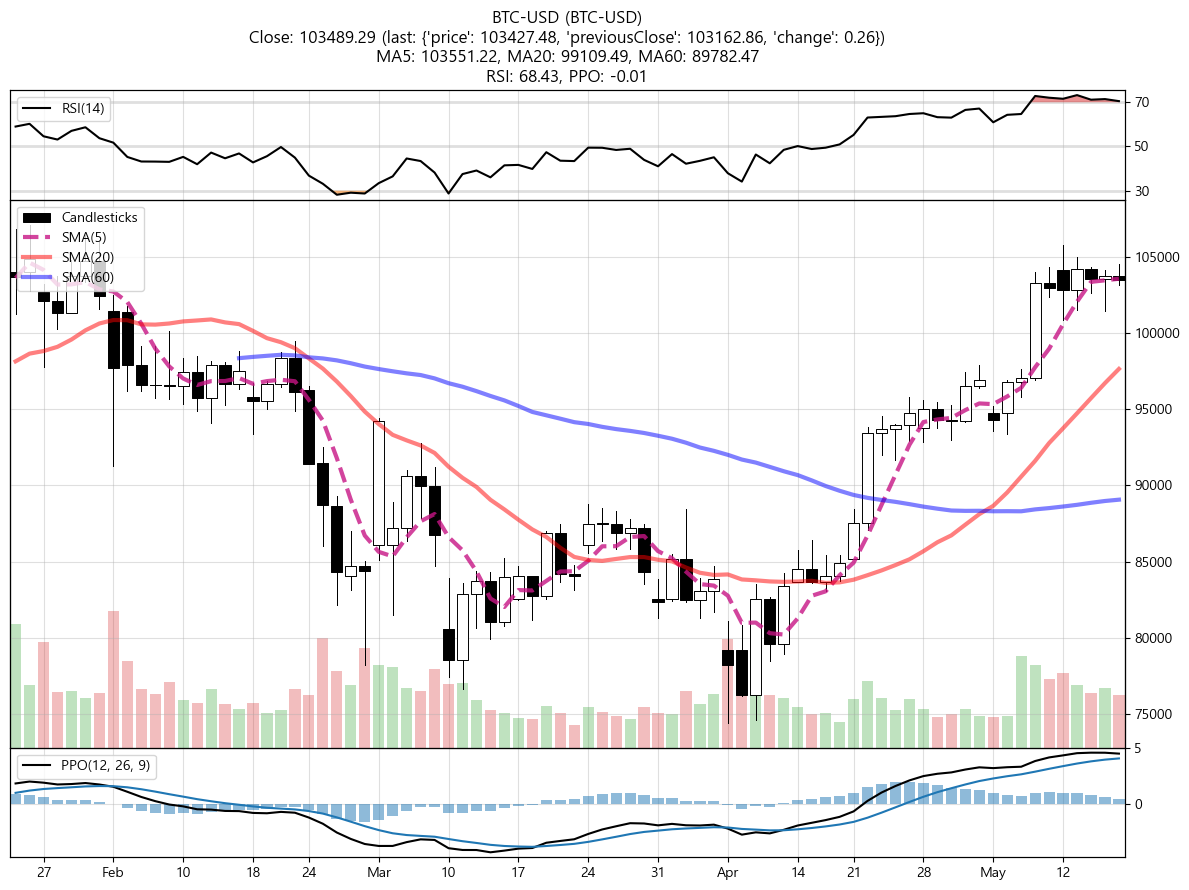 BTC-USD (BTC-USD)
Close: 103489.29 (last: {'price': 103427.48, 'previousClose': 103162.86, 'change': 0.26})
MA5: 103551.22, MA20: 99109.49, MA60: 89782.47
RSI: 68.43, PPO: -0.01
RSI(14)
70
50
30
Candlesticks
SMA(5)
SMA(20)
SMA(60)
105000
100000
95000
90000
85000
80000
75000
PPO(12, 26, 9)
5
0
27 Feb 10 18 24 Mar 10 17 24 31 Apr 14 21 28 May 12